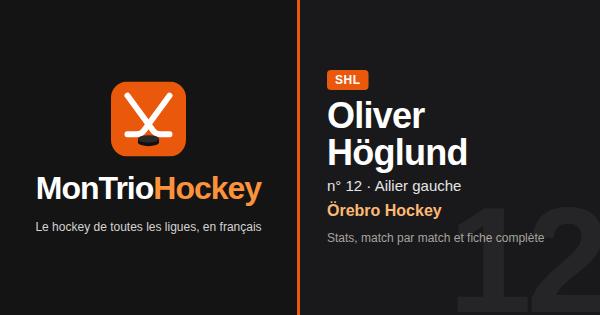 MonTrioHockey
Le hockey de toutes les ligues, en français
SHL
Oliver
Höglund
n° 12 · Ailier gauche
Örebro Hockey
Stats, match par match et fiche complète
12